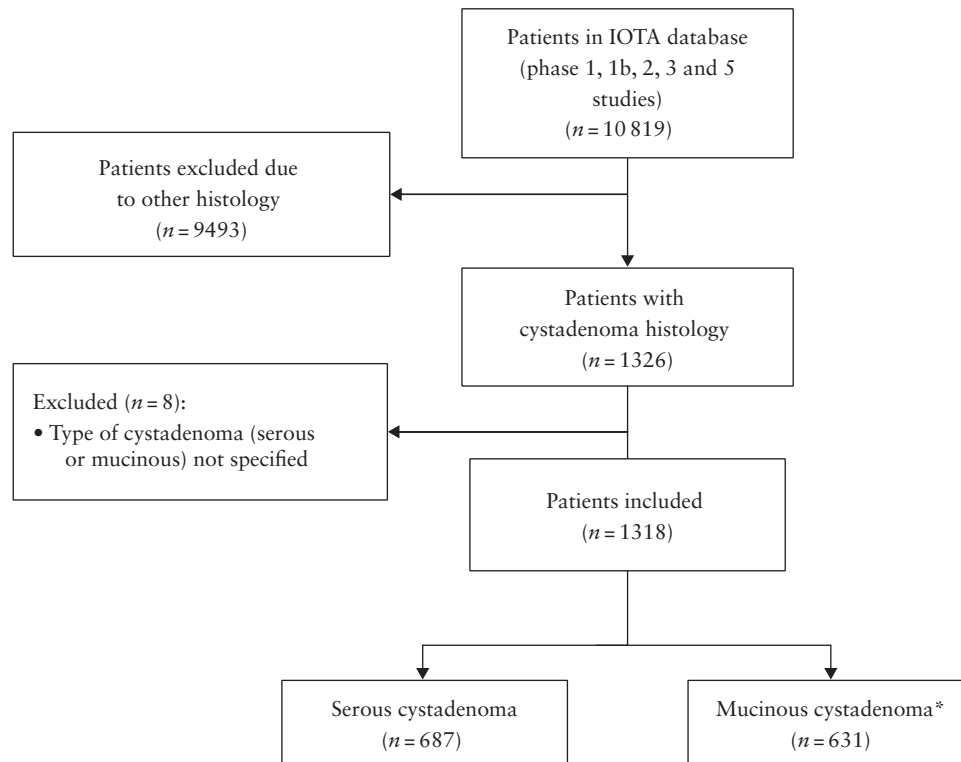 Patients in IOTA database
(phase 1, 1b, 2, 3 and 5
studies)
(n = 10 819)
Patients excluded due
to other histology
(n = 9493)
Patients with
cystadenoma histology
(n = 1326)
Excluded (n = 8):
• Type of cystadenoma (serous
or mucinous) not specified
Patients included
(n = 1318)
Serous cystadenoma
(n = 687)
Mucinous cystadenoma*
(n = 631)